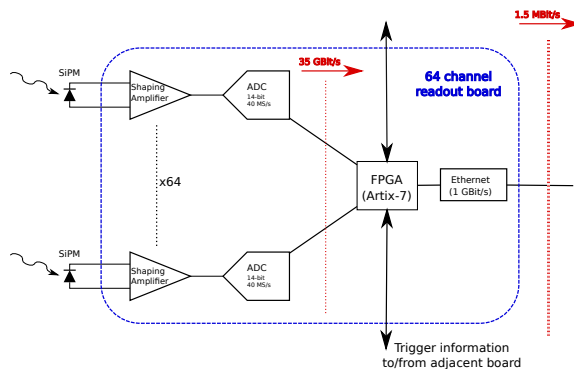 1.5 MBit/s
35 GBit/s
64 channel
readout board
SiPM
Shaping
Amplifier
ADC
14-bit
40 MS/s
x64
FPGA
(Artix-7)
Ethernet
(1 GBit/s)
SiPM
Shaping
Amplifier
ADC
14-bit
40 MS/s
Trigger information
to/from adjacent board